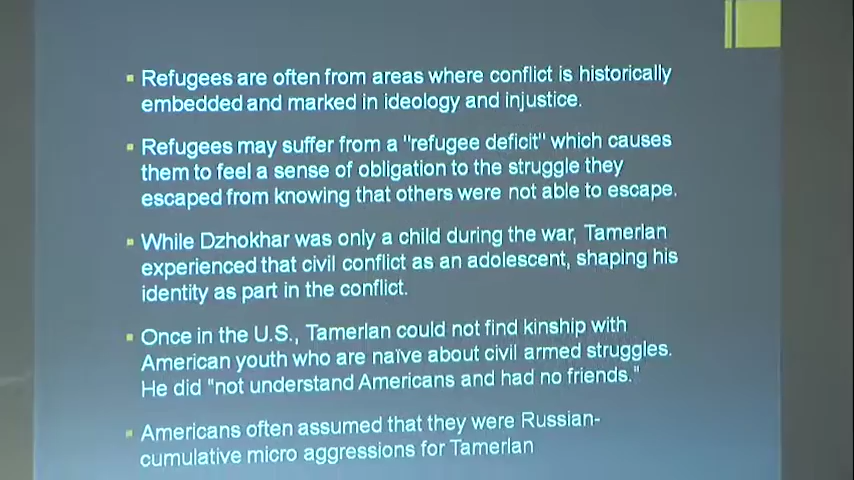 ▪ Refugees are often from areas where conflict is historically
embedded and marked in ideology and injustice.
▪ Refugees may suffer from a "refugee deficit" which causes
them to feel a sense of obligation to the struggle they
escaped from knowing that others were not able to escape.
▪ While Dzhokhar was only a child during the war, Tamerlan
experienced that civil conflict as an adolescent, shaping his
identity as part in the conflict.
▪ Once in the U.S., Tamerlan could not find kinship with
American youth who are naïve about civil armed struggles.
He did "not understand Americans and had no friends."
▪ Americans often assumed that they were Russian-
cumulative micro aggressions for Tamerlan